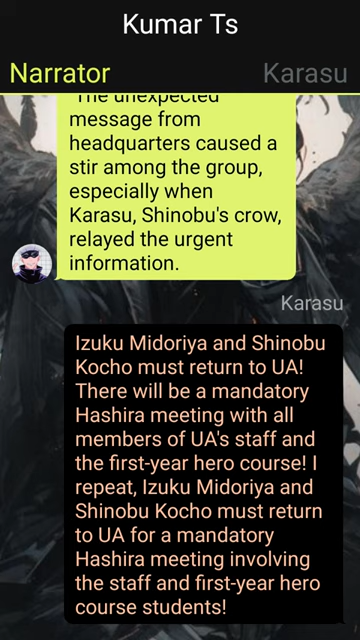 Kumar Ts
Narrator
Karasu
The unexpected
message from
headquarters caused a
stir among the group,
especially when
Karasu, Shinobu's crow,
relayed the urgent
information.
Karasu
Izuku Midoriya and Shinobu
Kocho must return to UA!
There will be a mandatory
Hashira meeting with all
members of UA's staff and
the first-year hero course! I
repeat, Izuku Midoriya and
Shinobu Kocho must return
to UA for a mandatory
Hashira meeting involving
the staff and first-year hero
course students!